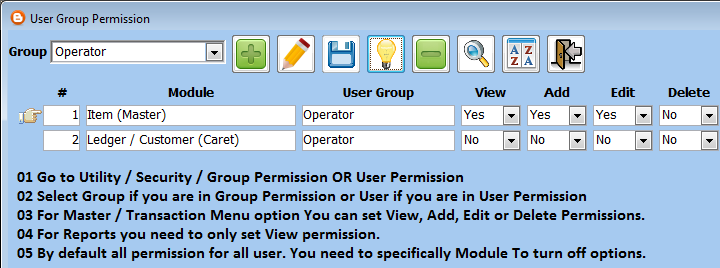 User Group Permission
Group Operator
A Z Z A
# Module User Group View Add Edit Delete
1 Item (Master) Operator Yes Yes Yes No
2 Ledger / Customer (Caret) Operator No No No No
01 Go to Utility / Security / Group Permission OR User Permission
02 Select Group if you are in Group Permission or User if you are in User Permission
03 For Master / Transaction Menu option You can set View, Add, Edit or Delete Permissions.
04 For Reports you need to only set View permission.
05 By default all permission for all user. You need to specifically Module To turn off options.